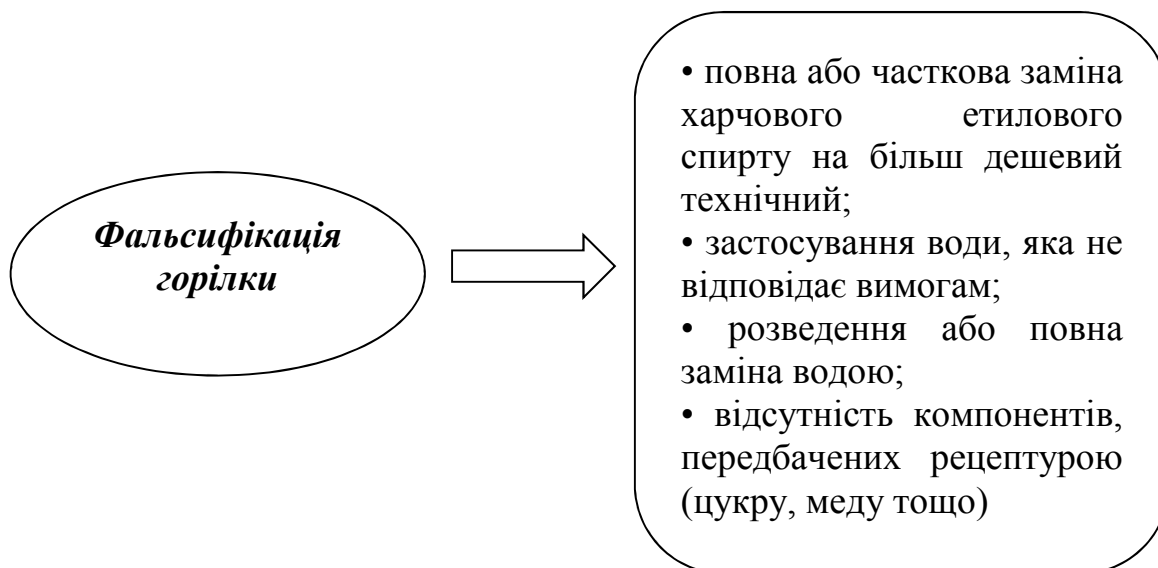 Фальсифікація
горілки
• повна або часткова заміна
харчового етилового
спирту на більш дешевий
технічний;
• застосування води, яка не
відповідає вимогам;
• розведення або повна
заміна водою;
• відсутність компонентів,
передбачених рецептурою
(цукру, меду тощо)